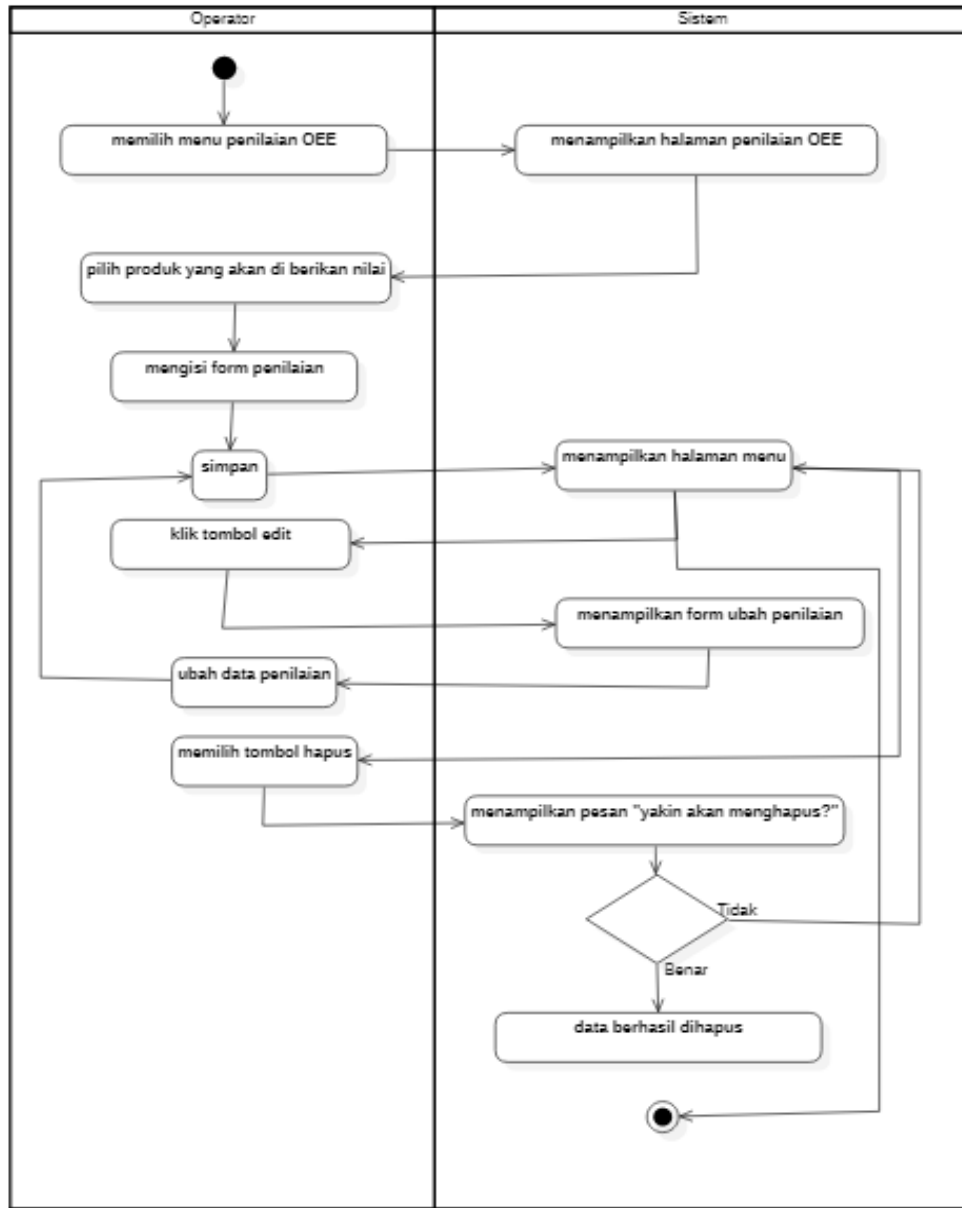 Operator
Sistem
memilih menu penilaian OEE
menampilkan halaman penilaian OEE
pilih produk yang akan di berikan nilai
mengisi form penilaian
simpan
menampilkan halaman menu
klik tombol edit
menampilkan form ubah penilaian
ubah data penilaian
memilih tombol hapus
menampilkan pesan "yakin akan menghapus?"
Tidak
Benar
data berhasil dihapus